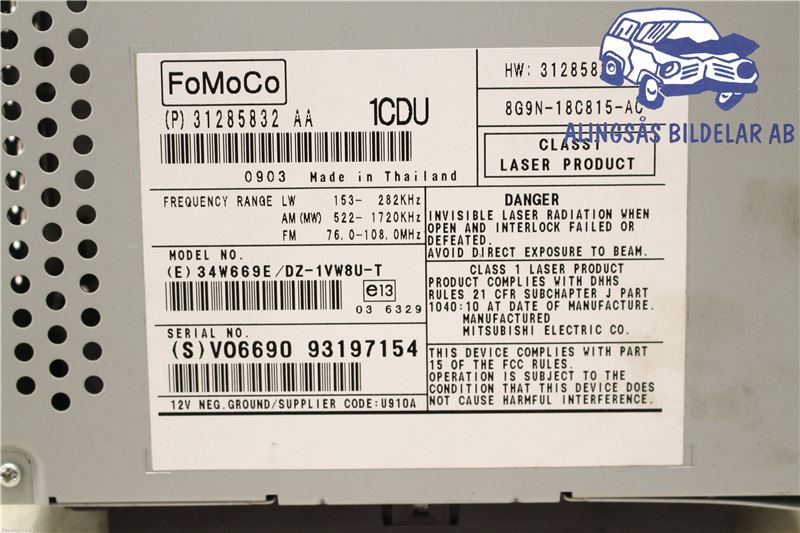 FoMoCo
(P) 31285832 AA
1CDU
0903 Made in Thailand
HW: 3128583
8G9N-18C815-AC
CLASS1
LASER PRODUCT
ALINGSÅS BILDELAR AB
FREQUENCY RANGE LW 153- 282KHz
AM (MW) 522- 1720KHz
FM 76.0-108.0MHz
MODEL NO.
(E) 34W669E/DZ-1VW8U-T
e13
03 6329
SERIAL NO.
(S) V06690 93197154
12V NEG.GROUND/SUPPLIER CODE:U910A
DANGER
INVISIBLE LASER RADIATION WHEN
OPEN AND INTERLOCK FAILED OR
DEFEATED.
AVOID DIRECT EXPOSURE TO BEAM.
CLASS 1 LASER PRODUCT
PRODUCT COMPLIES WITH DHHS
RULES 21 CFR SUBCHAPTER J PART
1040:10 AT DATE OF MANUFACTURE.
MANUFACTURED
MITSUBISHI ELECTRIC CO.
THIS DEVICE COMPLIES WITH PART
15 OF THE FCC RULES.
OPERATION IS SUBJECT TO THE
CONDITION THAT THIS DEVICE DOES
NOT CAUSE HARMFUL INTERFERENCE.